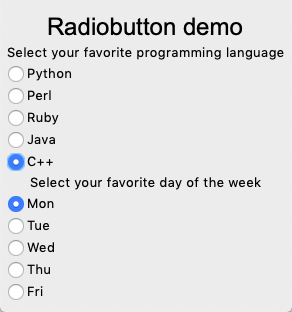 Radiobutton demo
Select your favorite programming language
Python
Perl
Ruby
Java
C++
Select your favorite day of the week
Mon
Tue
Wed
Thu
Fri